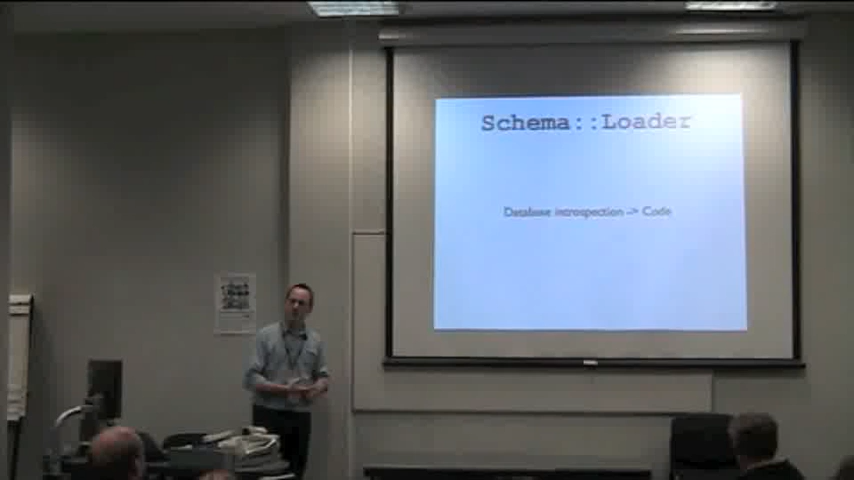 Schema::Loader
Database introspection -> Code